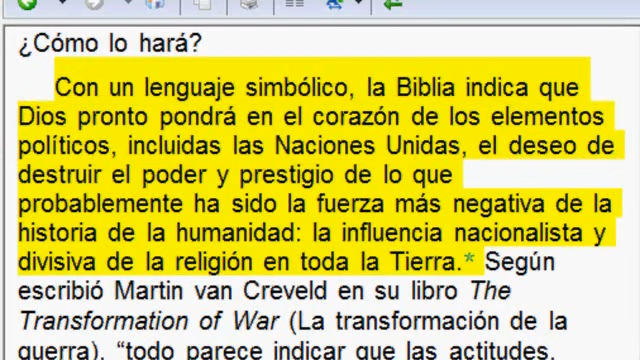 ¿Cómo lo hará?
Con un lenguaje simbólico, la Biblia indica que
Dios pronto pondrá en el corazón de los elementos
políticos, incluidas las Naciones Unidas, el deseo de
destruir el poder y prestigio de lo que
probablemente ha sido la fuerza más negativa de la
historia de la humanidad: la influencia nacionalista y
divisiva de la religión en toda la Tierra.* Según
escribió Martin van Creveld en su libro The
Transformation of War (La transformación de la
guerra), “todo parece indicar que las actitudes,